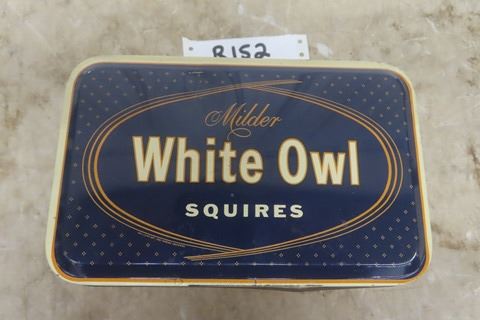 B152
Milder
White Owl
SQUIRES